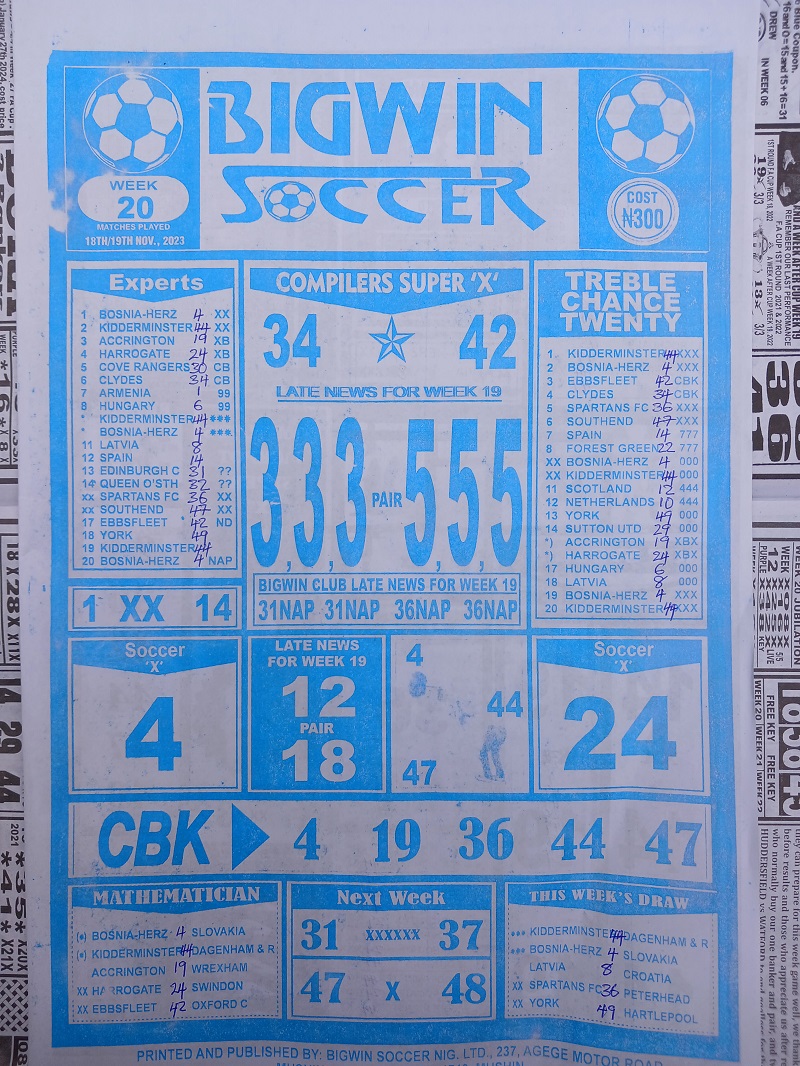 BIGWIN
SOCCER
WEEK
20
MATCHES PLAYED
18TH/19TH NOV., 2023
COST
₦300
Experts
1 BOSNIA-HERZ 4 XX
2 KIDDERMINSTER 44 XX
3 ACCRINGTON 19 XB
4 HARROGATE 24 XB
5 COVE RANGERS 30 CB
6 CLYDES 34 CB
7 ARMENIA 1 99
8 HUNGARY 6 99
* KIDDERMINSTER 44 ***
* BOSNIA-HERZ 4 ***
11 LATVIA 8
12 SPAIN 14
13 EDINBURGH C 31 ??
14 QUEEN O'STH 32 ??
xx SPARTANS FC 36 XX
xx SOUTHEND 47 XX
17 EBBSFLEET 42 ND
18 YORK 49
19 KIDDERMINSTER 44
20 BOSNIA-HERZ 4 NAP
1 XX 14
COMPILERS SUPER 'X'
34 42
LATE NEWS FOR WEEK 19
3,3,3 PAIR 5,5,5
BIGWIN CLUB LATE NEWS FOR WEEK 19
31NAP 31NAP 36NAP 36NAP
TREBLE
CHANCE
TWENTY
1 KIDDERMINSTER 44 XXX
2 BOSNIA-HERZ 4 XXX
3 EBBSFLEET 42 CBK
4 CLYDES 34 CBK
5 SPARTANS FC 36 XXX
6 SOUTHEND 47 XXX
7 SPAIN 14 777
8 FOREST GREEN 22 777
XX BOSNIA-HERZ 4 000
XX KIDDERMINSTER 44 000
11 SCOTLAND 12 444
12 NETHERLANDS 10 444
13 YORK 49 000
14 SUTTON UTD 29 000
*) ACCRINGTON 19 XBX
*) HARROGATE 24 XBX
17 HUNGARY 6 000
18 LATVIA 8 000
19 BOSNIA-HERZ 4 XXX
20 KIDDERMINSTER 44 XXX
Soccer
'X'
4
LATE NEWS
FOR WEEK 19
12
PAIR
18
4
44
47
Soccer
'X'
24
CBK 4 19 36 44 47
MATHEMATICIAN
(*) BOSNIA-HERZ 4 SLOVAKIA
(*) KIDDERMINSTER 44 DAGENHAM & R
ACCRINGTON 19 WREXHAM
XX HARROGATE 24 SWINDON
XX EBBSFLEET 42 OXFORD C
Next Week
31 XXXXXX 37
47 X 48
THIS WEEK'S DRAW
*** KIDDERMINSTER 44 DAGENHAM & R
*** BOSNIA-HERZ 4 SLOVAKIA
LATVIA 8 CROATIA
XX SPARTANS FC 36 PETERHEAD
XX YORK 49 HARTLEPOOL
PRINTED AND PUBLISHED BY: BIGWIN SOCCER NIG. LTD., 237, AGEGE MOTOR ROAD